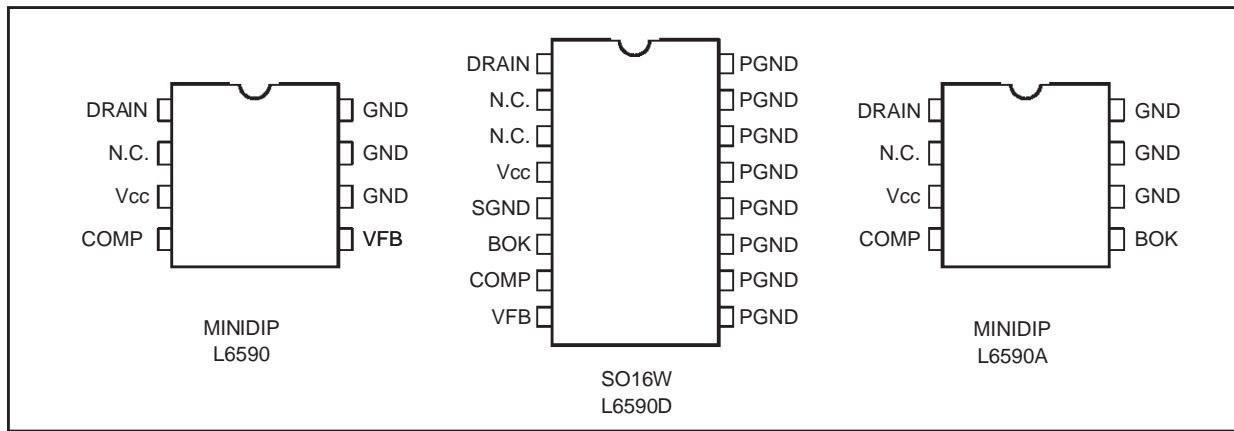 DRAIN GND
N.C. GND
Vcc GND
COMP VFB
MINIDIP
L6590
DRAIN PGND
N.C. PGND
N.C. PGND
Vcc PGND
SGND PGND
BOK PGND
COMP PGND
VFB PGND
SO16W
L6590D
DRAIN GND
N.C. GND
Vcc GND
COMP BOK
MINIDIP
L6590A